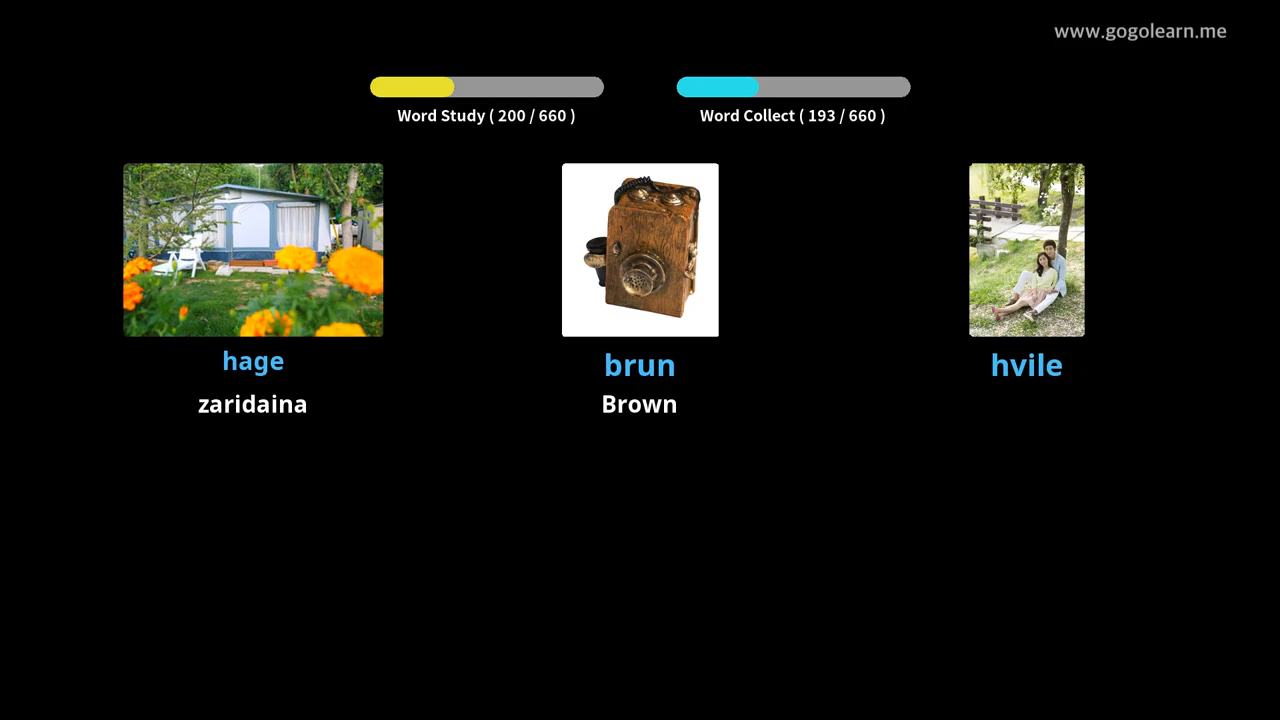 www.gogolearn.me
Word Study ( 200 / 660 )
Word Collect ( 193 / 660 )
hage
zaridaina
brun
Brown
hvile